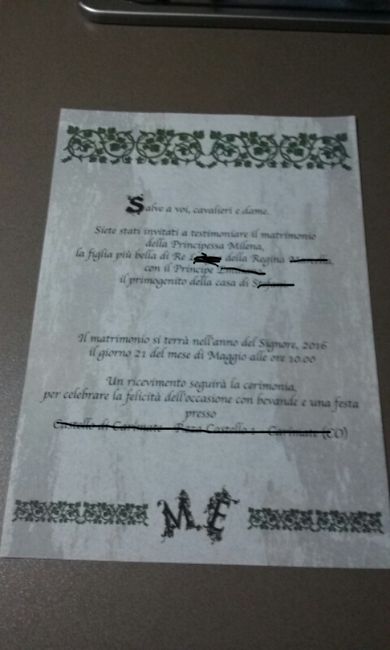 Salve a voi, cavalieri e dame.
Siete stati invitati a testimoniare il matrimonio
della Principessa Milena,
la figlia più bella di Re della Regina
con il Principe
il primogenito della casa di S
Il matrimonio si terrà nell'anno del Signore, 2016
il giorno 21 del mese di Maggio alle ore 10.00
Un ricevimento seguirà la cerimonia,
per celebrare la felicità dell'occasione con bevande e una festa
presso
M.E